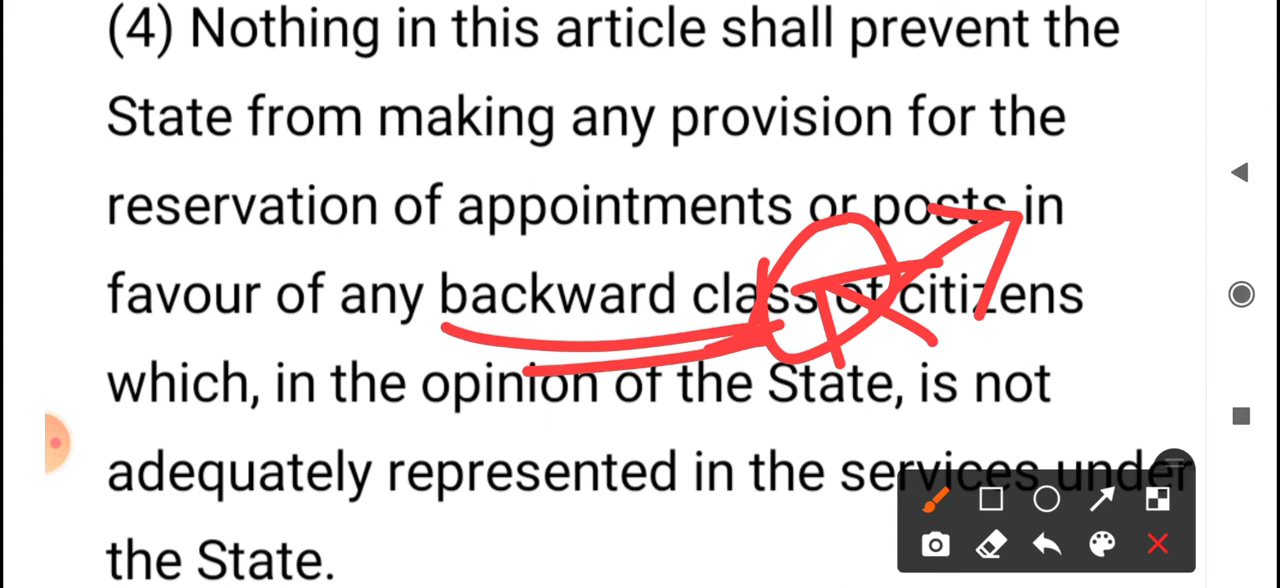 (4) Nothing in this article shall prevent the
State from making any provision for the
reservation of appointments or posts in
favour of any backward class of citizens
which, in the opinion of the State, is not
adequately represented in the services under
the State.